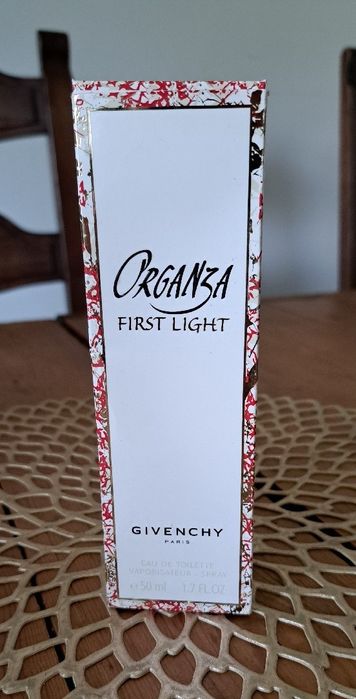 ORGANZA
FIRST LIGHT
GIVENCHY
PARIS
EAU DE TOILETTE
VAPORISATEUR - SPRAY
e 50 ml 1.7 FL.OZ